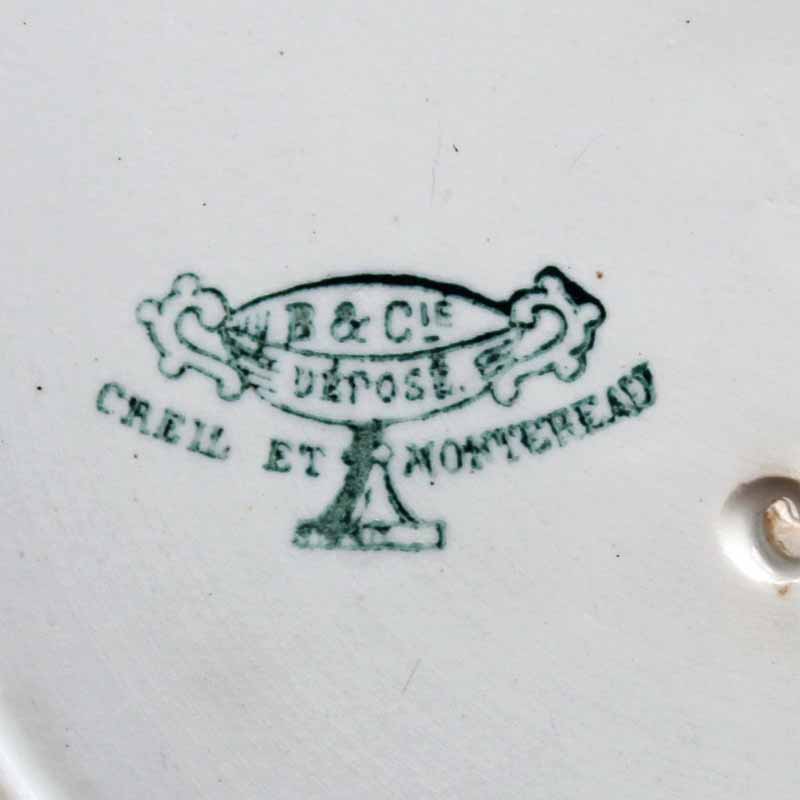 B & CIE
DÉPOSÉ.
CREIL ET MONTEREAU